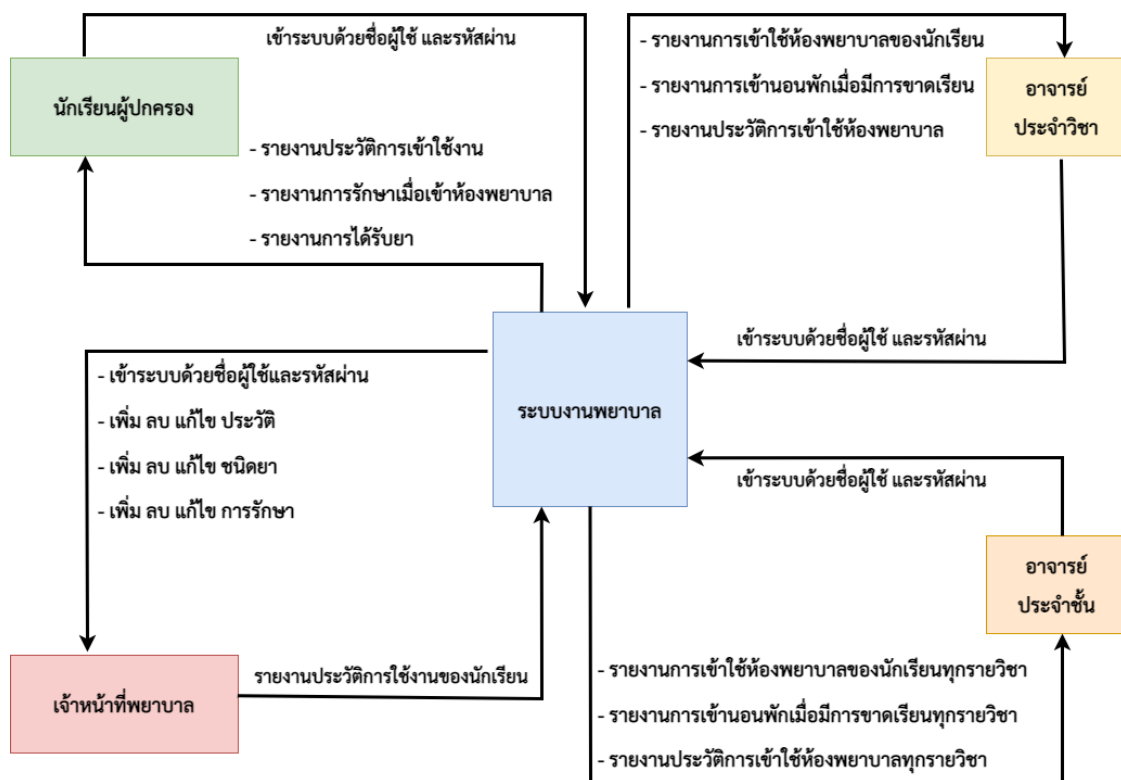 เข้าระบบด้วยชื่อผู้ใช้ และรหัสผ่าน
นักเรียนผู้ปกครอง
- รายงานประวัติการเข้าใช้งาน
- รายงานการรักษาเมื่อเข้าห้องพยาบาล
- รายงานการได้รับยา
- รายงานการเข้าใช้ห้องพยาบาลของนักเรียน
- รายงานการเข้านอนพักเมื่อมีการขาดเรียน
- รายงานประวัติการเข้าใช้ห้องพยาบาล
อาจารย์
ประจำวิชา
เข้าระบบด้วยชื่อผู้ใช้ และรหัสผ่าน
- เข้าระบบด้วยชื่อผู้ใช้และรหัสผ่าน
- เพิ่ม ลบ แก้ไข ประวัติ
- เพิ่ม ลบ แก้ไข ชนิดยา
- เพิ่ม ลบ แก้ไข การรักษา
ระบบงานพยาบาล
เข้าระบบด้วยชื่อผู้ใช้ และรหัสผ่าน
อาจารย์
ประจำชั้น
เจ้าหน้าที่พยาบาล
รายงานประวัติการใช้งานของนักเรียน
- รายงานการเข้าใช้ห้องพยาบาลของนักเรียนทุกรายวิชา
- รายงานการเข้านอนพักเมื่อมีการขาดเรียนทุกรายวิชา
- รายงานประวัติการเข้าใช้ห้องพยาบาลทุกรายวิชา